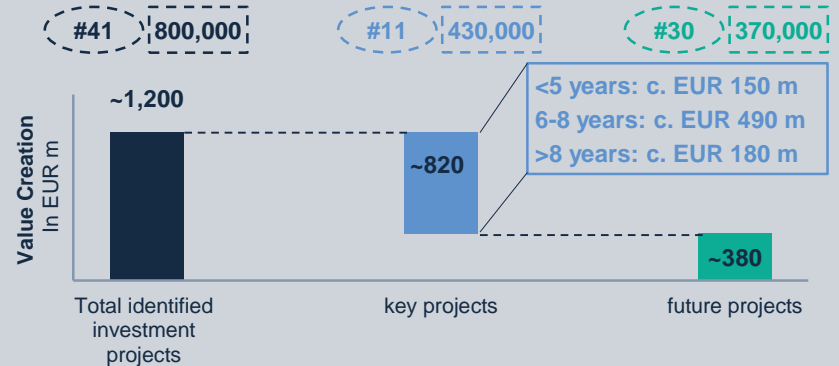 #41 800,000 #11 430,000 #30 370,000
<5 years: c. EUR 150 m
6-8 years: c. EUR 490 m
>8 years: c. EUR 180 m
~1,200
~820
~380
Value Creation
In EUR m
Total identified
investment
projects
key projects
future projects